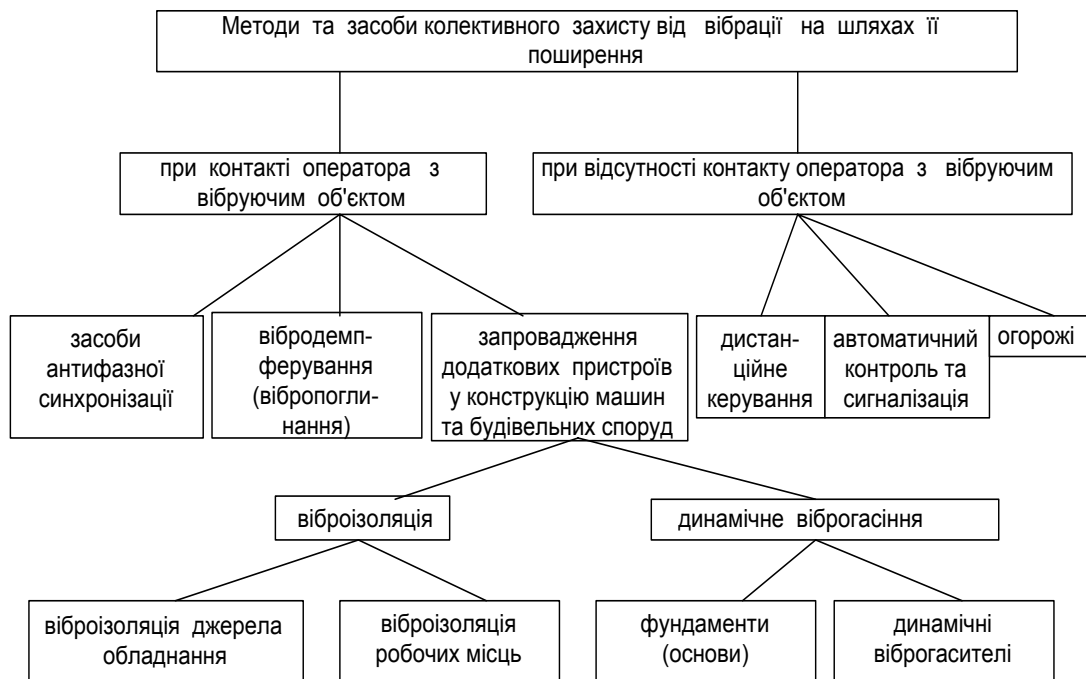 Методи та засоби колективного захисту від вібрації на шляхах її
поширення
при контакті оператора з
вібруючим об'єктом
при відсутності контакту оператора з вібруючим
об'єктом
засоби
антифазної
синхронізації
вібродемп-
ферування
(вібропогли-
нання)
запровадження
додаткових пристроїв
у конструкцію машин
та будівельних споруд
дистан-
ційне
керування
автоматичний
контроль та
сигналізація
огорожі
віброізоляція
динамічне віброгасіння
віброізоляція джерела
обладнання
віброізоляція
робочих місць
фундаменти
(основи)
динамічні
віброгасителі